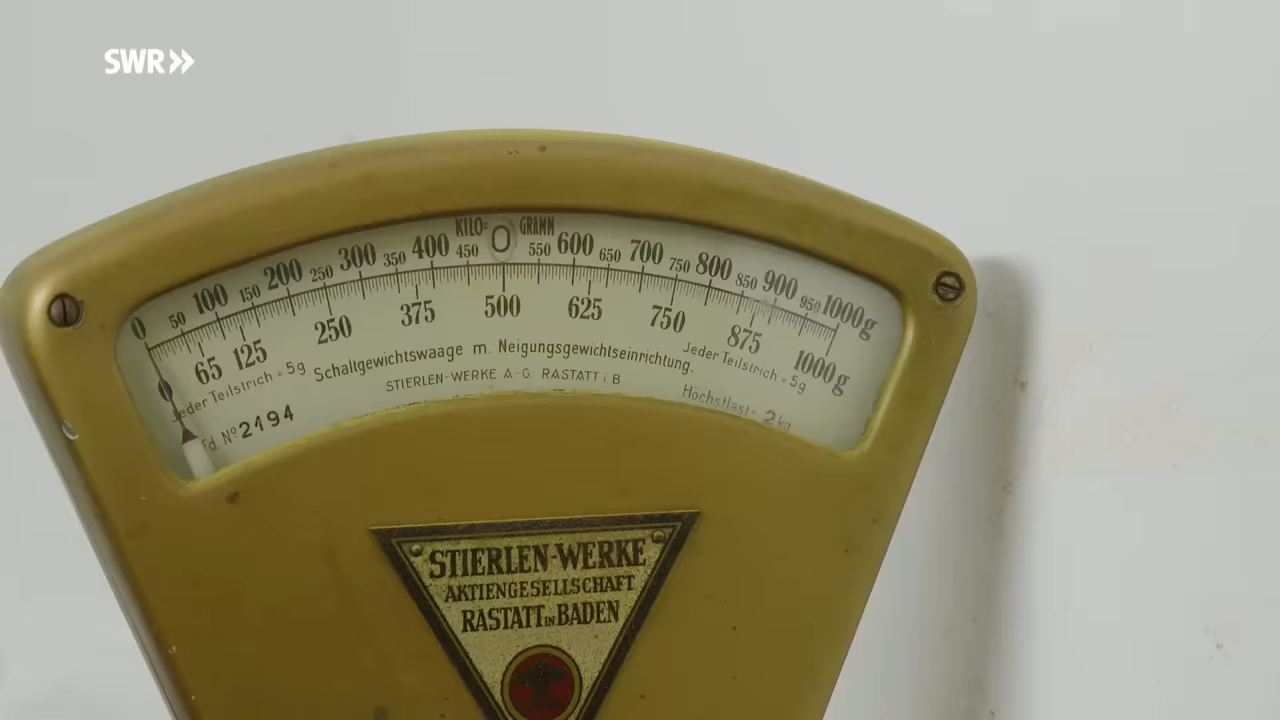 SWR»
KILO= 0 GRAMM
0 50 100 150 200 250 300 350 400 450 550 600 650 700 750 800 850 900 950 1000g
65 125 250 375 500 625 750 875 1000g
Jeder Teilstrich = 5g
Schaltgewichtswaage m. Neigungsgewichtseinrichtung.
Jeder Teilstrich = 5g
STIERLEN-WERKE A.-G. RASTATT i B
Höchstlast = 2 kg
fd. Nº 2194
STIERLEN-WERKE
AKTIENGESELLSCHAFT
RASTATT IN BADEN